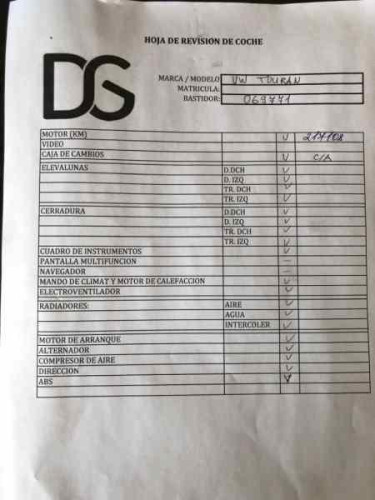 HOJA DE REVISION DE COCHE
DS
MARCA / MODELO VW TOURAN
MATRICULA:
BASTIDOR: 069771
MOTOR (KM) V 217108
VIDEO
CAJA DE CAMBIOS V C/A
ELEVALUNAS D.DCH V
D. IZQ V
TR. DCH V
TR. IZQ V
CERRADURA D.DCH V
D. IZQ V
TR. DCH V
TR. IZQ V
CUADRO DE INSTRUMENTOS V
PANTALLA MULTIFUNCION —
NAVEGADOR —
MANDO DE CLIMAT Y MOTOR DE CALEFACCION V
ELECTROVENTILADOR V
RADIADORES: AIRE V
AGUA V
INTERCOLER V
MOTOR DE ARRANQUE V
ALTERNADOR V
COMPRESOR DE AIRE V
DIRECCION V
ABS V